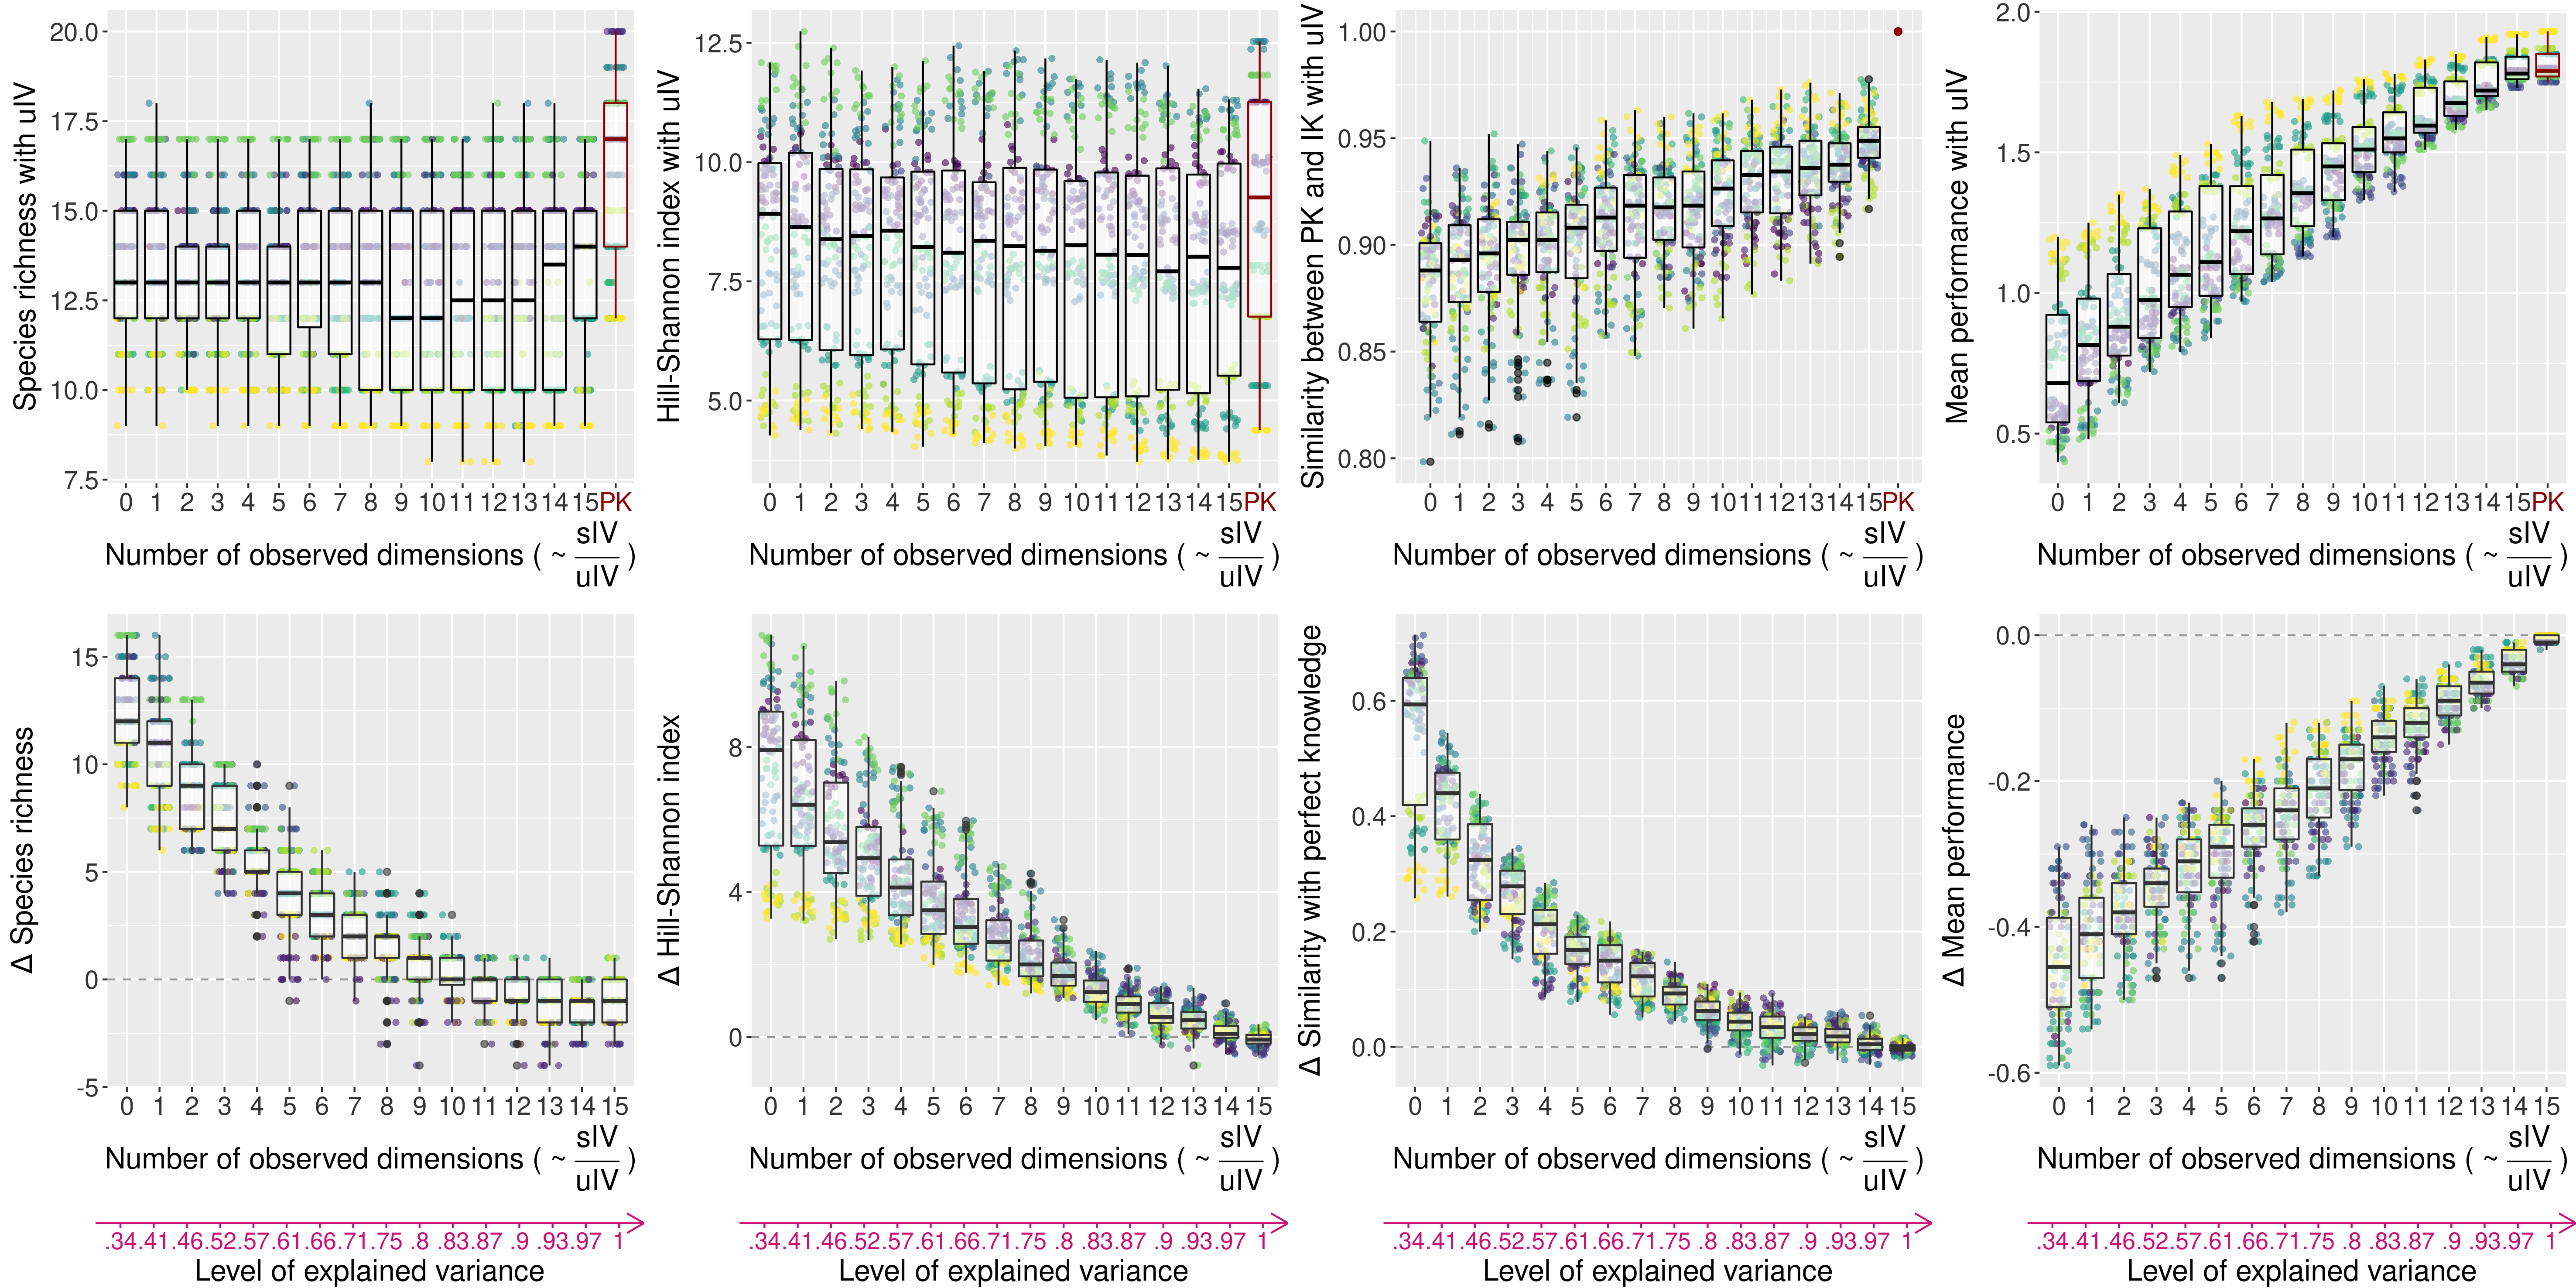 Species richness with uIV
20.0
17.5
15.0
12.5
10.0
7.5
0 1 2 3 4 5 6 7 8 9 10 11 12 13 14 15 PK
Number of observed dimensions ( ~ sIV / uIV )
Hill-Shannon index with uIV
12.5
10.0
7.5
5.0
0 1 2 3 4 5 6 7 8 9 10 11 12 13 14 15 PK
Number of observed dimensions ( ~ sIV / uIV )
Similarity between PK and IK with uIV
1.00
0.95
0.90
0.85
0.80
0 1 2 3 4 5 6 7 8 9 10 11 12 13 14 15 PK
Number of observed dimensions ( ~ sIV / uIV )
Mean performance with uIV
2.0
1.5
1.0
0.5
0 1 2 3 4 5 6 7 8 9 10 11 12 13 14 15 PK
Number of observed dimensions ( ~ sIV / uIV )
Δ Species richness
15
10
5
0
-5
0 1 2 3 4 5 6 7 8 9 10 11 12 13 14 15
Number of observed dimensions ( ~ sIV / uIV )
.34 .41 .46 .52 .57 .61 .66 .71 .75 .8 .83 .87 .9 .93 .97 1
Level of explained variance
Δ Hill-Shannon index
8
4
0
0 1 2 3 4 5 6 7 8 9 10 11 12 13 14 15
Number of observed dimensions ( ~ sIV / uIV )
.34 .41 .46 .52 .57 .61 .66 .71 .75 .8 .83 .87 .9 .93 .97 1
Level of explained variance
Δ Similarity with perfect knowledge
0.6
0.4
0.2
0.0
0 1 2 3 4 5 6 7 8 9 10 11 12 13 14 15
Number of observed dimensions ( ~ sIV / uIV )
.34 .41 .46 .52 .57 .61 .66 .71 .75 .8 .83 .87 .9 .93 .97 1
Level of explained variance
Δ Mean performance
0.0
-0.2
-0.4
-0.6
0 1 2 3 4 5 6 7 8 9 10 11 12 13 14 15
Number of observed dimensions ( ~ sIV / uIV )
.34 .41 .46 .52 .57 .61 .66 .71 .75 .8 .83 .87 .9 .93 .97 1
Level of explained variance